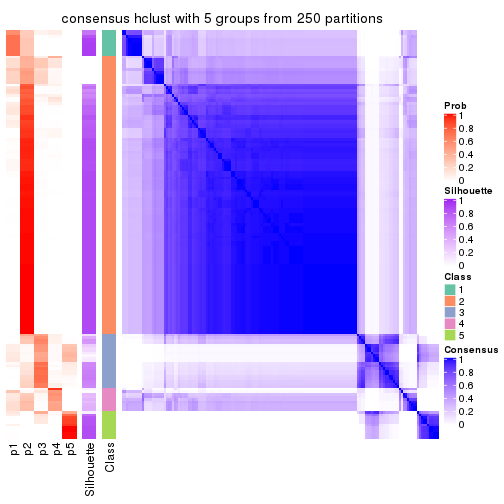 consensus hclust with 5 groups from 250 partitions
Prob
1
0.8
0.6
0.4
0.2
0
Silhouette
1
0.8
0.6
0.4
0.2
0
Class
1
2
3
4
5
Consensus
1
0.8
0.6
0.4
0.2
0
p1
p2
p3
p4
p5
Silhouette
Class